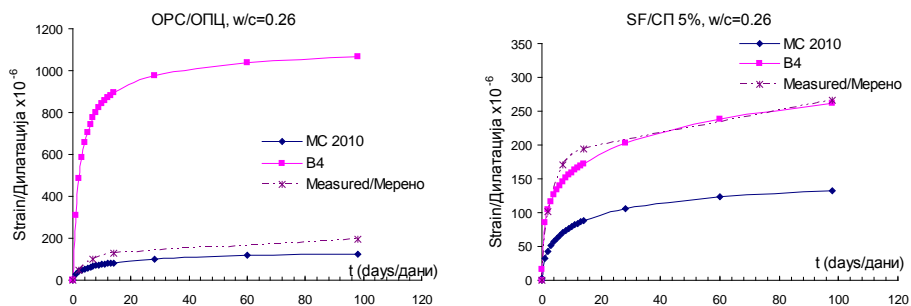 OPC/ОПЦ, w/c=0.26
Strain/Дилатација x10-6
1200
1000
800
600
400
200
0
MC 2010
B4
Measured/Мерено
t (days/дани)
0 20 40 60 80 100 120
SF/СП 5%, w/c=0.26
Strain/Дилатација x10-6
350
300
250
200
150
100
50
0
MC 2010
B4
Measured/Мерено
t (days/дани)
0 20 40 60 80 100 120